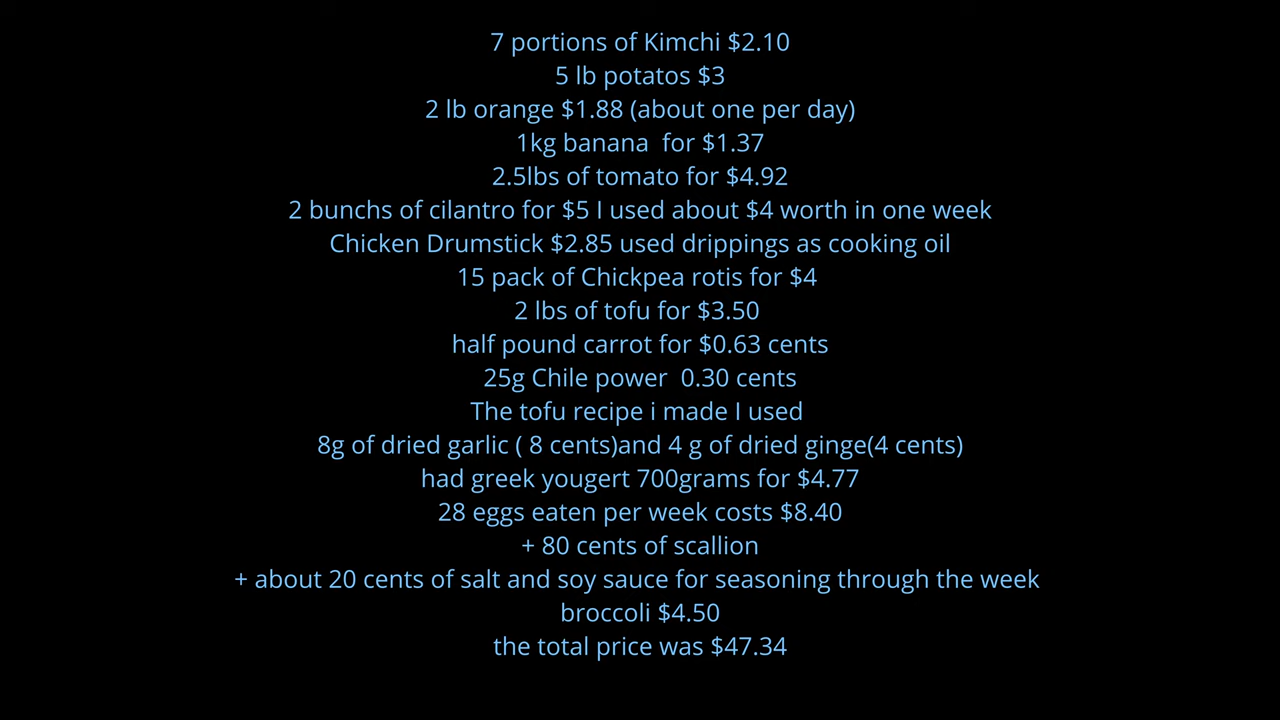 7 portions of Kimchi $2.10
5 lb potatos $3
2 lb orange $1.88 (about one per day)
1kg banana  for $1.37
2.5lbs of tomato for $4.92
2 bunchs of cilantro for $5 I used about $4 worth in one week
Chicken Drumstick $2.85 used drippings as cooking oil
15 pack of Chickpea rotis for $4
2 lbs of tofu for $3.50
half pound carrot for $0.63 cents
25g Chile power  0.30 cents
The tofu recipe i made I used
8g of dried garlic ( 8 cents)and 4 g of dried ginge(4 cents)
had greek yougert 700grams for $4.77
28 eggs eaten per week costs $8.40
+ 80 cents of scallion
+ about 20 cents of salt and soy sauce for seasoning through the week
broccoli $4.50
the total price was $47.34